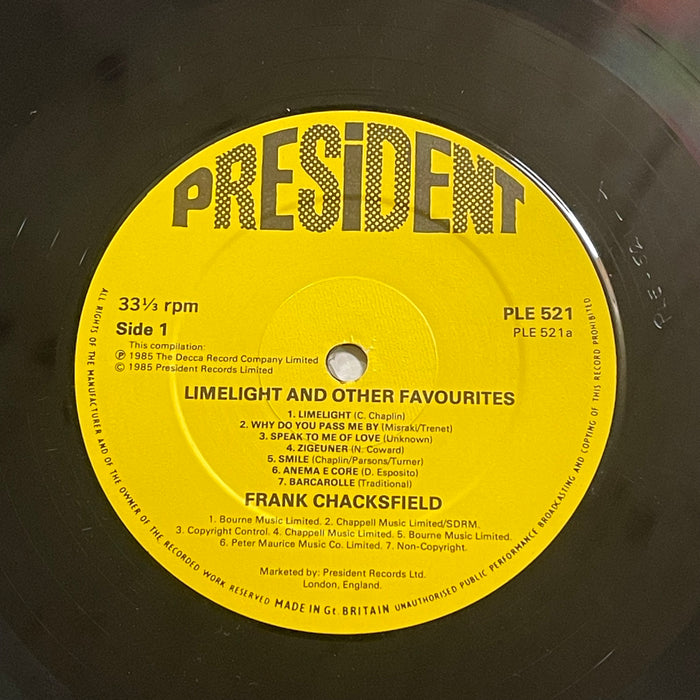 PRESiDENT
33⅓ rpm
Side 1
PLE 521
PLE 521a
This compilation:
℗ 1985 The Decca Record Company Limited
© 1985 President Records Limited
LIMELIGHT AND OTHER FAVOURITES
1. LIMELIGHT (C. Chaplin)
2. WHY DO YOU PASS ME BY (Misraki/Trenet)
3. SPEAK TO ME OF LOVE (Unknown)
4. ZIGEUNER (N. Coward)
5. SMILE (Chaplin/Parsons/Turner)
6. ANEMA E CORE (D. Esposito)
7. BARCAROLLE (Traditional)
FRANK CHACKSFIELD
1. Bourne Music Limited. 2. Chappell Music Limited/SDRM.
3. Copyright Control. 4. Chappell Music Limited. 5. Bourne Music Limited.
6. Peter Maurice Music Co. Limited. 7. Non-Copyright.
Marketed by: President Records Ltd.
London, England.
ALL RIGHTS OF THE MANUFACTURER AND OF THE OWNER OF THE RECORDED WORK RESERVED MADE IN Gt. BRITAIN UNAUTHORISED PUBLIC PERFORMANCE BROADCASTING AND COPYING OF THIS RECORD PROHIBITED